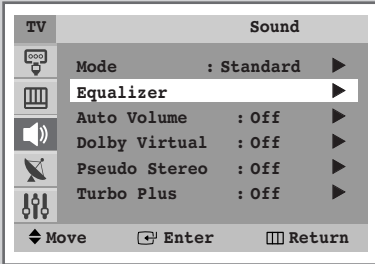 TV Sound
Mode : Standard
Equalizer
Auto Volume : Off
Dolby Virtual : Off
Pseudo Stereo : Off
Turbo Plus : Off
Move Enter Return